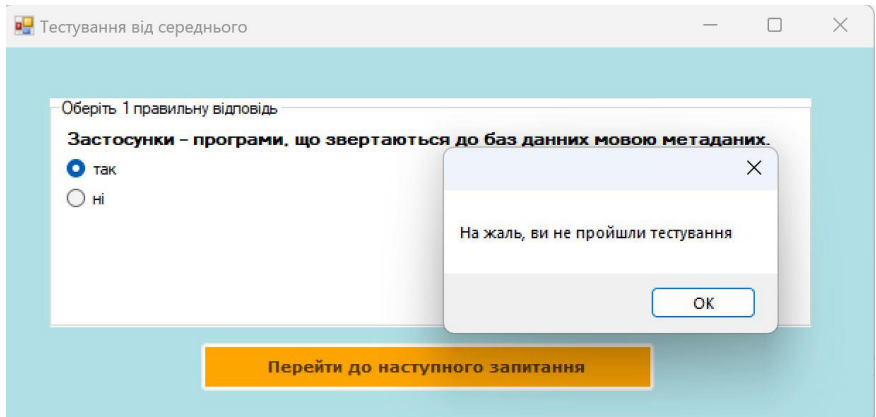 Тестування від середнього
Оберіть 1 правильну відповідь
Застосунки – програми, що звертаються до баз данних мовою метаданих.
так
ні
На жаль, ви не пройшли тестування
OK
Перейти до наступного запитання